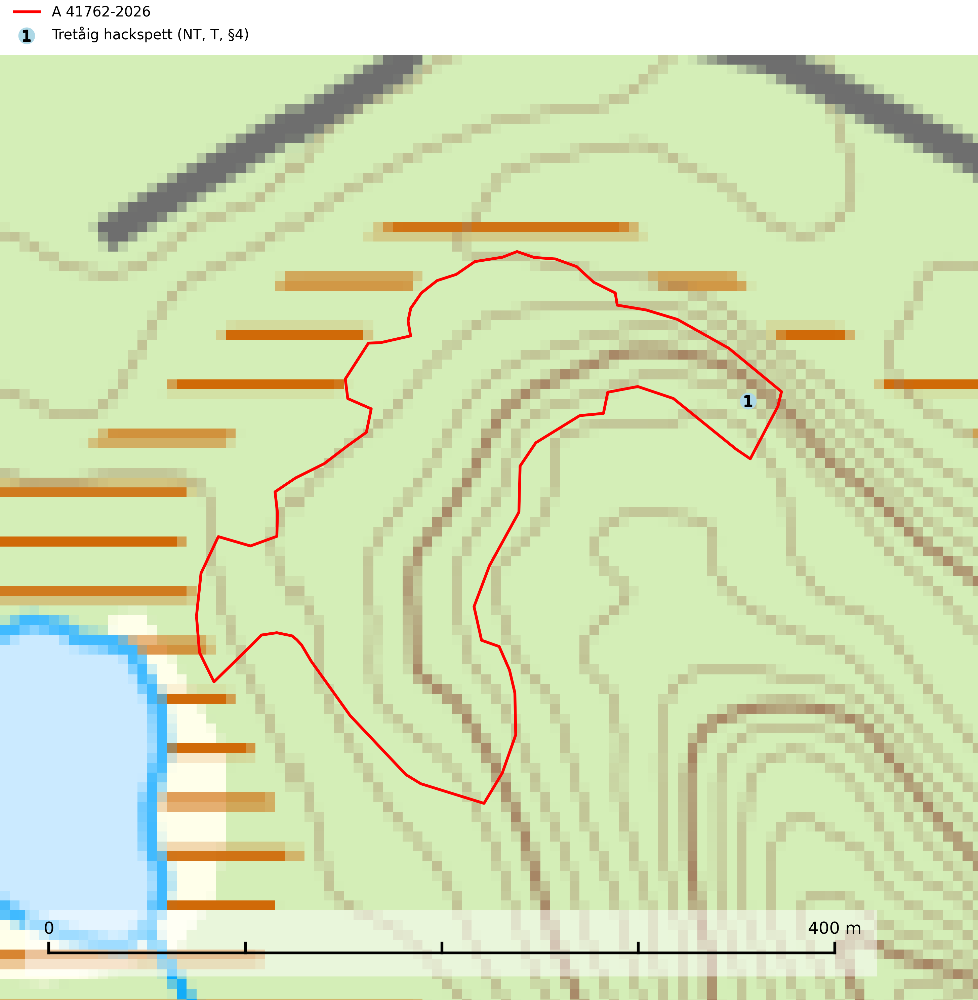 A 41762-2026
1 Tretåig hackspett (NT, T, §4)
1
0 400 m